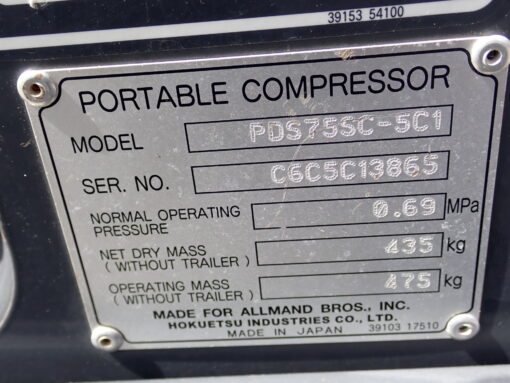 39153 54100
PORTABLE COMPRESSOR
MODEL PDS75SC-5C1
SER. NO. C6C5C13865
NORMAL OPERATING
PRESSURE 0.69 MPa
NET DRY MASS
( WITHOUT TRAILER ) 435 kg
OPERATING MASS
( WITHOUT TRAILER ) 475 kg
MADE FOR ALLMAND BROS., INC.
HOKUETSU INDUSTRIES CO., LTD.
MADE IN JAPAN 39103 17510